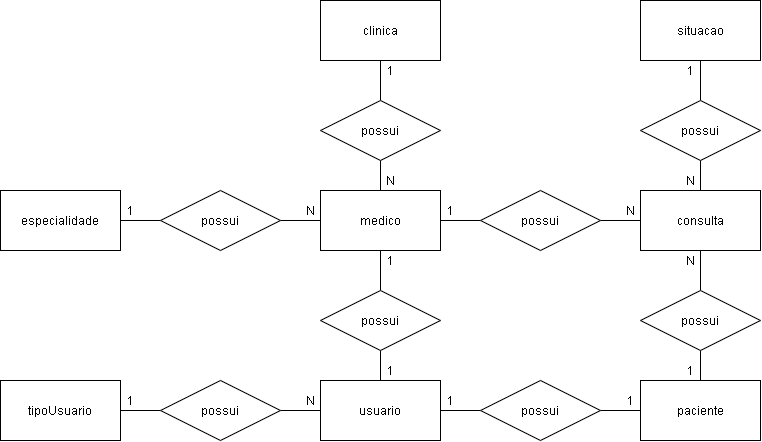 clinica
situacao
1
1
possui
possui
N
N
especialidade
1
possui
N
medico
1
possui
N
consulta
1
N
possui
possui
1
1
tipoUsuario
1
possui
N
usuario
1
possui
1
paciente